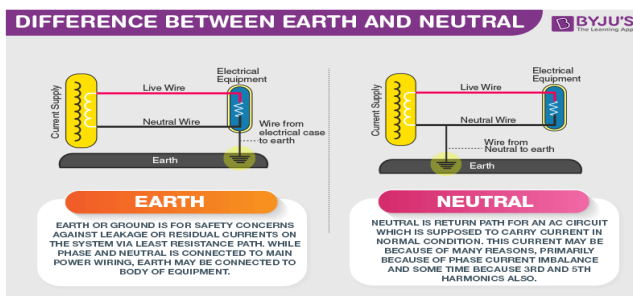 DIFFERENCE BETWEEN EARTH AND NEUTRAL
BYJU'S
The Learning App
Current Supply
Live Wire
Neutral Wire
Electrical
Equipment
Wire from
electrical case
to earth
Earth
Current Supply
Live Wire
Neutral Wire
Electrical
Equipment
Wire from
Neutral to earth
Earth
EARTH
EARTH OR GROUND IS FOR SAFETY CONCERNS
AGAINST LEAKAGE OR RESIDUAL CURRENTS ON
THE SYSTEM VIA LEAST RESISTANCE PATH. WHILE
PHASE AND NEUTRAL IS CONNECTED TO MAIN
POWER WIRING, EARTH MAY BE CONNECTED TO
BODY OF EQUIPMENT.
NEUTRAL
NEUTRAL IS RETURN PATH FOR AN AC CIRCUIT
WHICH IS SUPPOSED TO CARRY CURRENT IN
NORMAL CONDITION. THIS CURRENT MAY BE
BECAUSE OF MANY REASONS, PRIMARILY
BECAUSE OF PHASE CURRENT IMBALANCE
AND SOME TIME BECAUSE 3RD AND 5TH
HARMONICS ALSO.